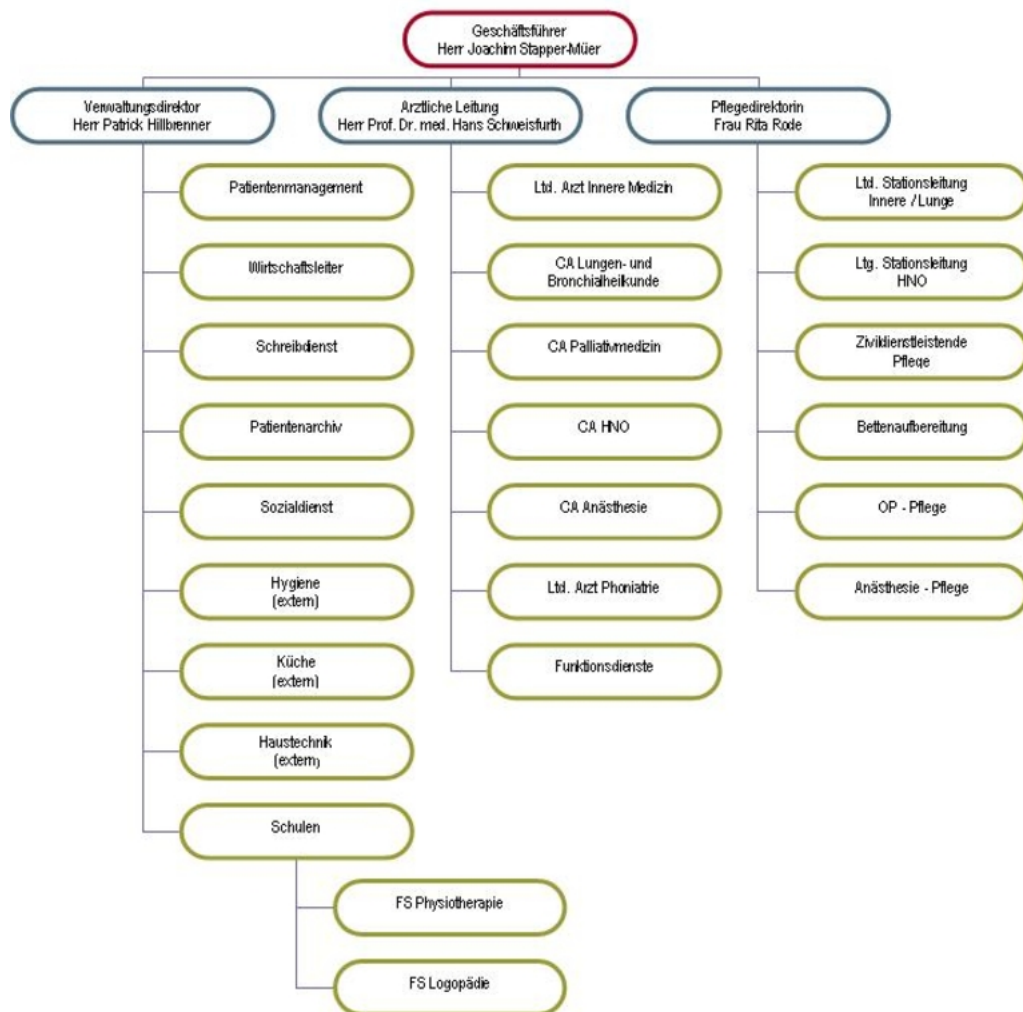 Geschäftsführer
Herr Joachim Stapper-Müer
Verwaltungsdirektor
Herr Patrick Hillbrenner
Ärztliche Leitung
Herr Prof. Dr. med. Hans Schweisfurth
Pflegedirektorin
Frau Rita Rode
Patientenmanagement
Wirtschaftsleiter
Schreibdienst
Patientenarchiv
Sozialdienst
Hygiene
(extern)
Küche
(extern)
Haustechnik
(extern)
Schulen
FS Physiotherapie
FS Logopädie
Ltd. Arzt Innere Medizin
CA Lungen- und
Bronchialheilkunde
CA Palliativmedizin
CA HNO
CA Anästhesie
Ltd. Arzt Phoniatrie
Funktionsdienste
Ltd. Stationsleitung
Innere / Lunge
Ltg. Stationsleitung
HNO
Zivildienstleistende
Pflege
Bettenaufbereitung
OP - Pflege
Anästhesie - Pflege